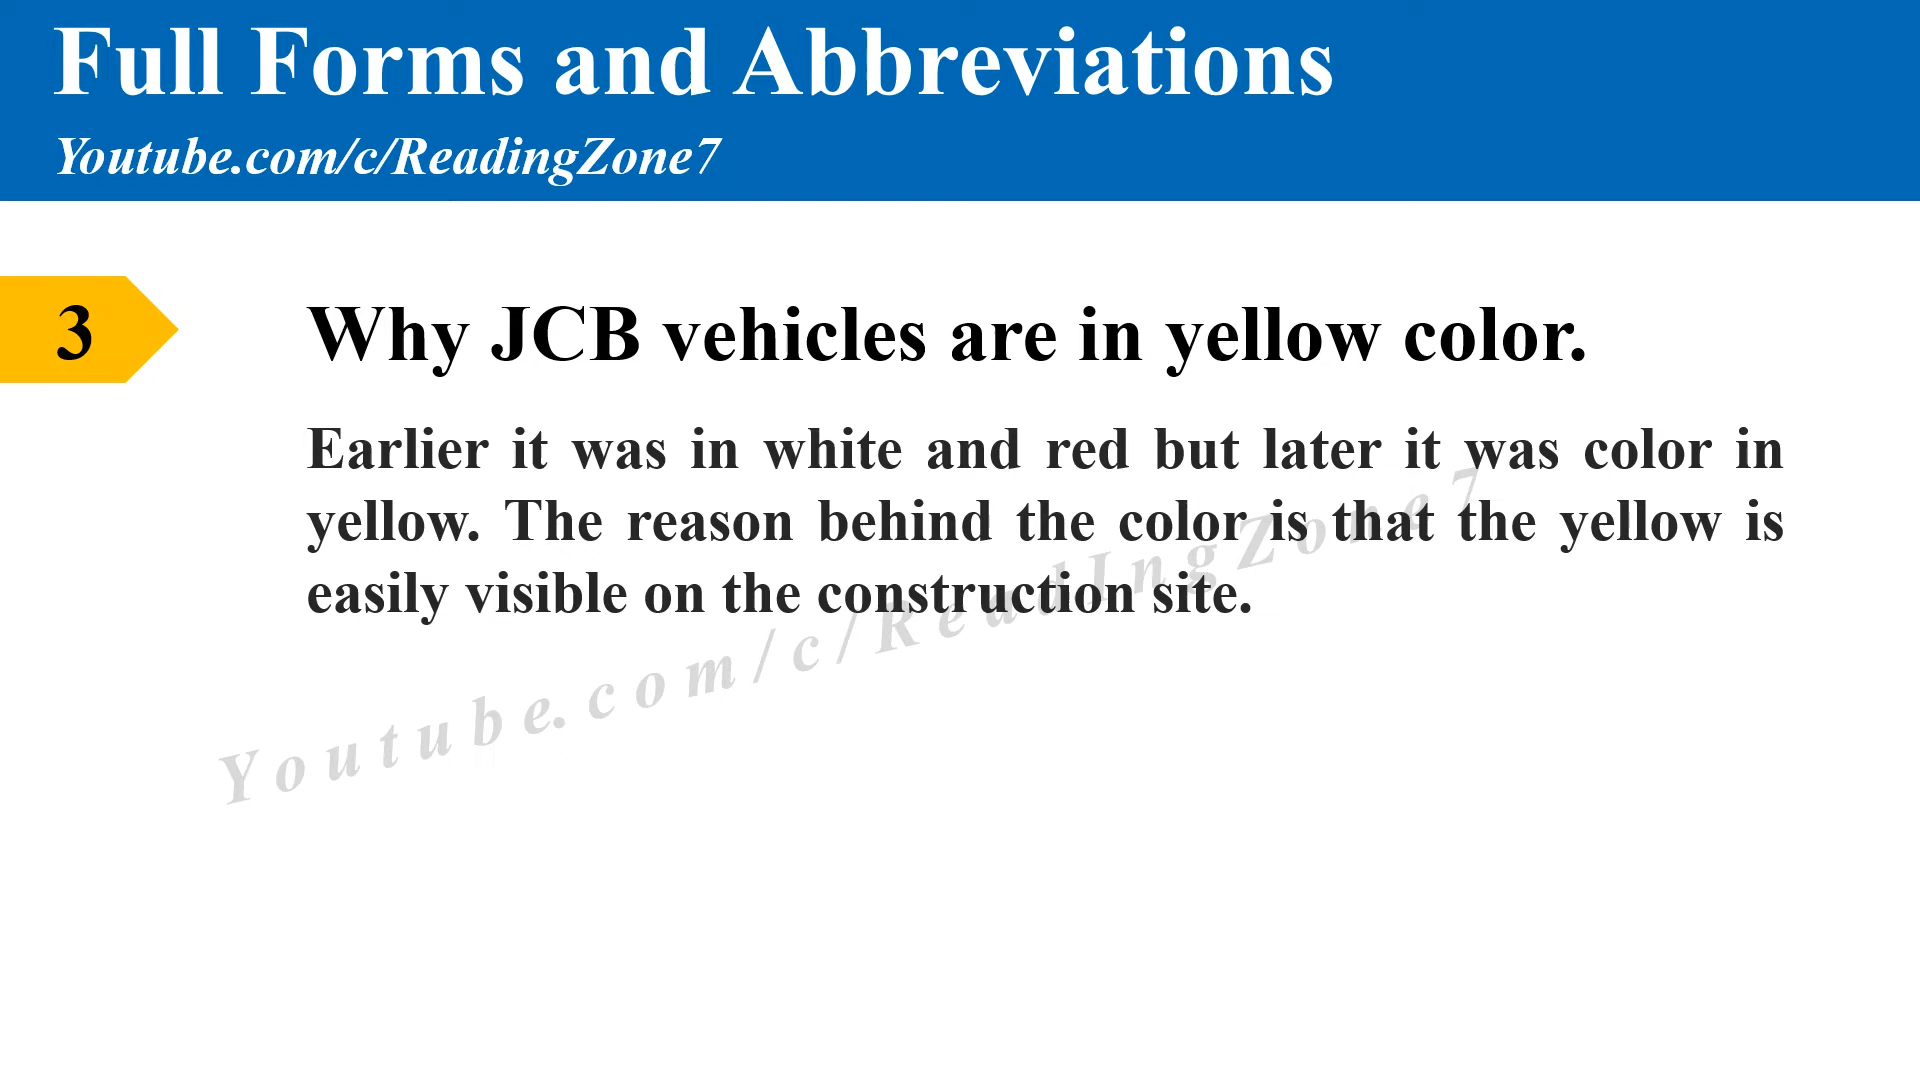 Full Forms and Abbreviations
Youtube.com/c/ReadingZone7
3
Why JCB vehicles are in yellow color.
Earlier it was in white and red but later it was color in
yellow. The reason behind the color is that the yellow is
easily visible on the construction site.
Youtube.com/c/ReadIngZone7